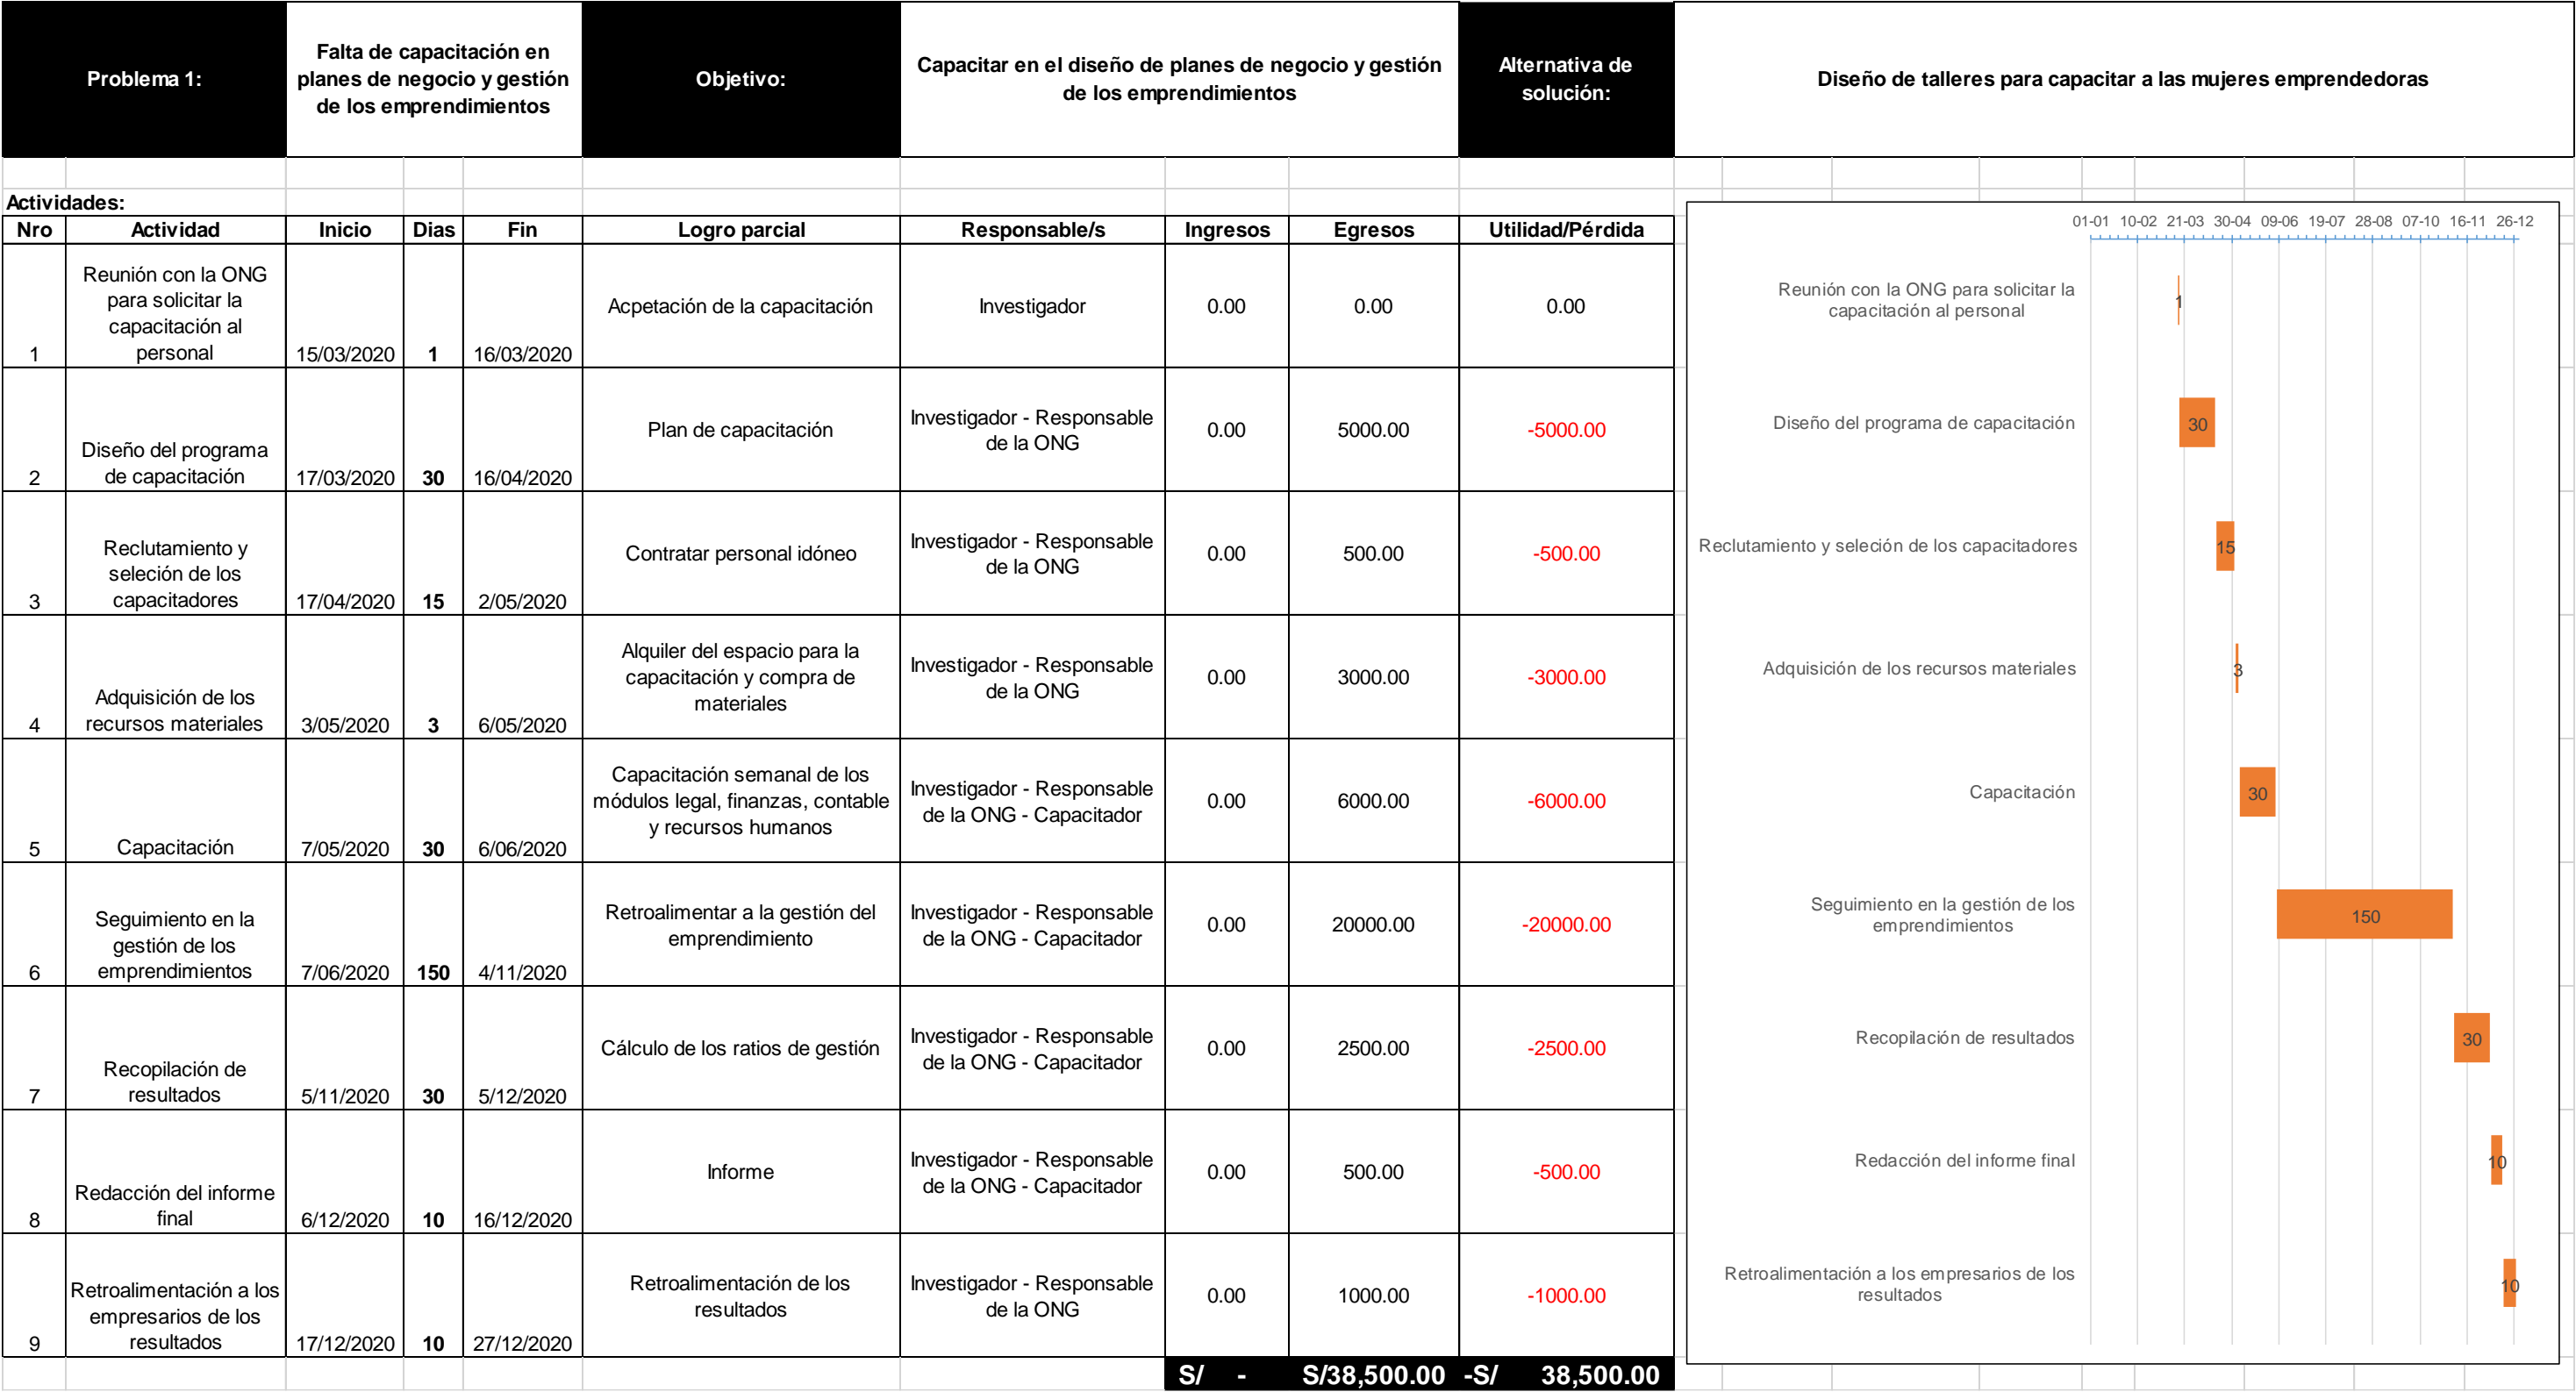 Problema 1:
Falta de capacitación en
planes de negocio y gestión
de los emprendimientos
Objetivo:
Capacitar en el diseño de planes de negocio y gestión
de los emprendimientos
Alternativa de
solución:
Diseño de talleres para capacitar a las mujeres emprendedoras
Actividades:
Nro Actividad Inicio Dias Fin Logro parcial Responsable/s Ingresos Egresos Utilidad/Pérdida
1
Reunión con la ONG
para solicitar la
capacitación al
personal
15/03/2020 1 16/03/2020
Acpetación de la capacitación
Investigador
0.00 0.00 0.00
2
Diseño del programa
de capacitación
17/03/2020 30 16/04/2020
Plan de capacitación
Investigador - Responsable
de la ONG
0.00 5000.00 -5000.00
3
Reclutamiento y
seleción de los
capacitadores
17/04/2020 15 2/05/2020
Contratar personal idóneo
Investigador - Responsable
de la ONG
0.00 500.00 -500.00
4
Adquisición de los
recursos materiales
3/05/2020 3 6/05/2020
Alquiler del espacio para la
capacitación y compra de
materiales
Investigador - Responsable
de la ONG
0.00 3000.00 -3000.00
5
Capacitación
7/05/2020 30 6/06/2020
Capacitación semanal de los
módulos legal, finanzas, contable
y recursos humanos
Investigador - Responsable
de la ONG - Capacitador
0.00 6000.00 -6000.00
6
Seguimiento en la
gestión de los
emprendimientos
7/06/2020 150 4/11/2020
Retroalimentar a la gestión del
emprendimiento
Investigador - Responsable
de la ONG - Capacitador
0.00 20000.00 -20000.00
7
Recopilación de
resultados
5/11/2020 30 5/12/2020
Cálculo de los ratios de gestión
Investigador - Responsable
de la ONG - Capacitador
0.00 2500.00 -2500.00
8
Redacción del informe
final
6/12/2020 10 16/12/2020
Informe
Investigador - Responsable
de la ONG - Capacitador
0.00 500.00 -500.00
9
Retroalimentación a los
empresarios de los
resultados
17/12/2020 10 27/12/2020
Retroalimentación de los
resultados
Investigador - Responsable
de la ONG
0.00 1000.00 -1000.00
S/ - S/38,500.00 -S/ 38,500.00
01-01 10-02 21-03 30-04 09-06 19-07 28-08 07-10 16-11 26-12
Reunión con la ONG para solicitar la
capacitación al personal
1
Diseño del programa de capacitación
30
Reclutamiento y seleción de los capacitadores
15
Adquisición de los recursos materiales
3
Capacitación
30
Seguimiento en la gestión de los
emprendimientos
150
Recopilación de resultados
30
Redacción del informe final
10
Retroalimentación a los empresarios de los
resultados
10